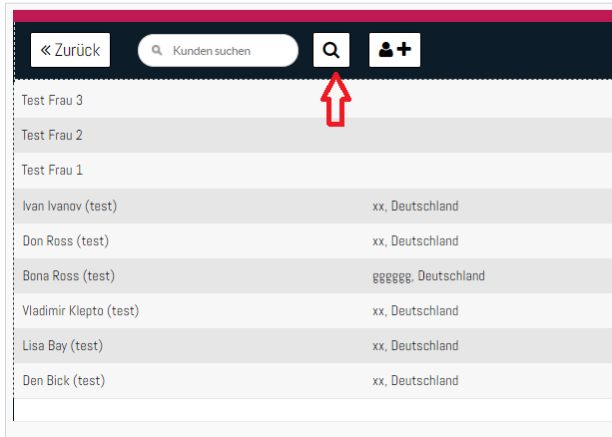 « Zurück Kunden suchen
Test Frau 3
Test Frau 2
Test Frau 1
Ivan Ivanov (test) xx, Deutschland
Don Ross (test) xx, Deutschland
Bona Ross (test) gggggg, Deutschland
Vladimir Klepto (test) xx, Deutschland
Lisa Bay (test) xx, Deutschland
Den Bick (test) xx, Deutschland